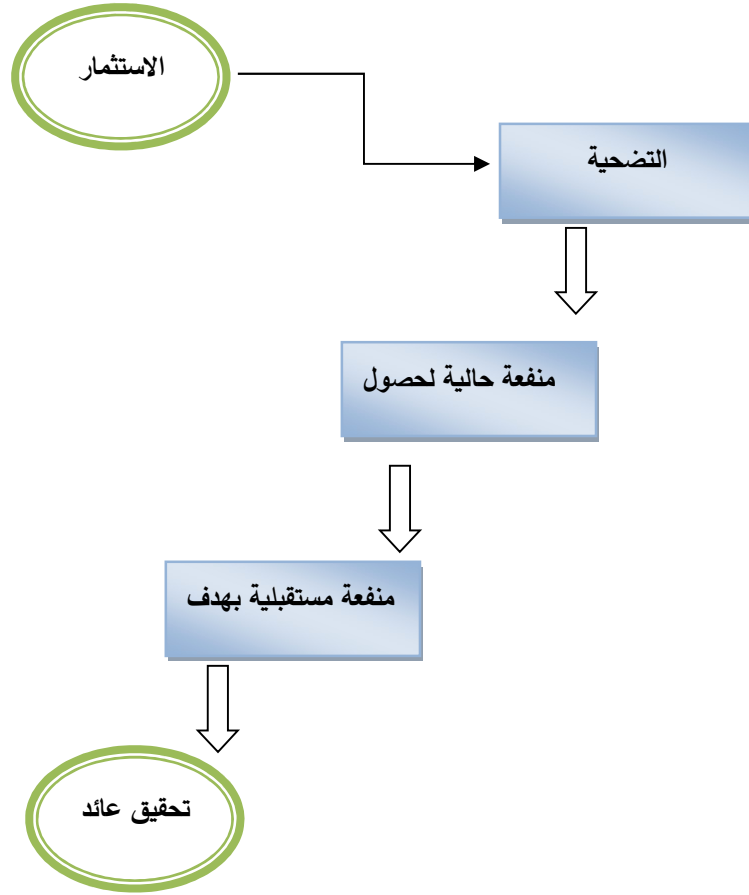 الاستثمار
التضحية
منفعة حالية لحصول
منفعة مستقبلية بهدف
تحقيق عائد